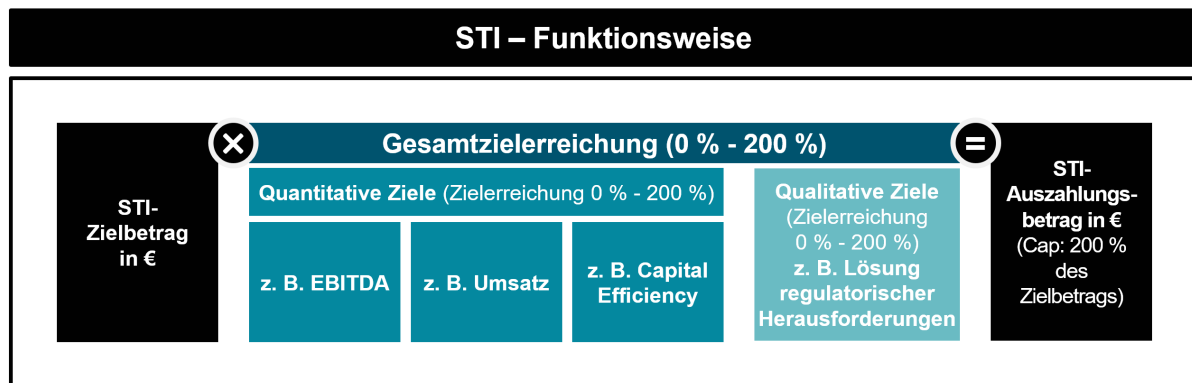 STI – Funktionsweise
STI-
Zielbetrag
in €
×
Gesamtzielerreichung (0 % - 200 %)
Quantitative Ziele (Zielerreichung 0 % - 200 %)
z. B. EBITDA
z. B. Umsatz
z. B. Capital
Efficiency
Qualitative Ziele
(Zielerreichung
0 % - 200 %)
z. B. Lösung
regulatorischer
Herausforderungen
=
STI-
Auszahlungs-
betrag in €
(Cap: 200 %
des
Zielbetrags)